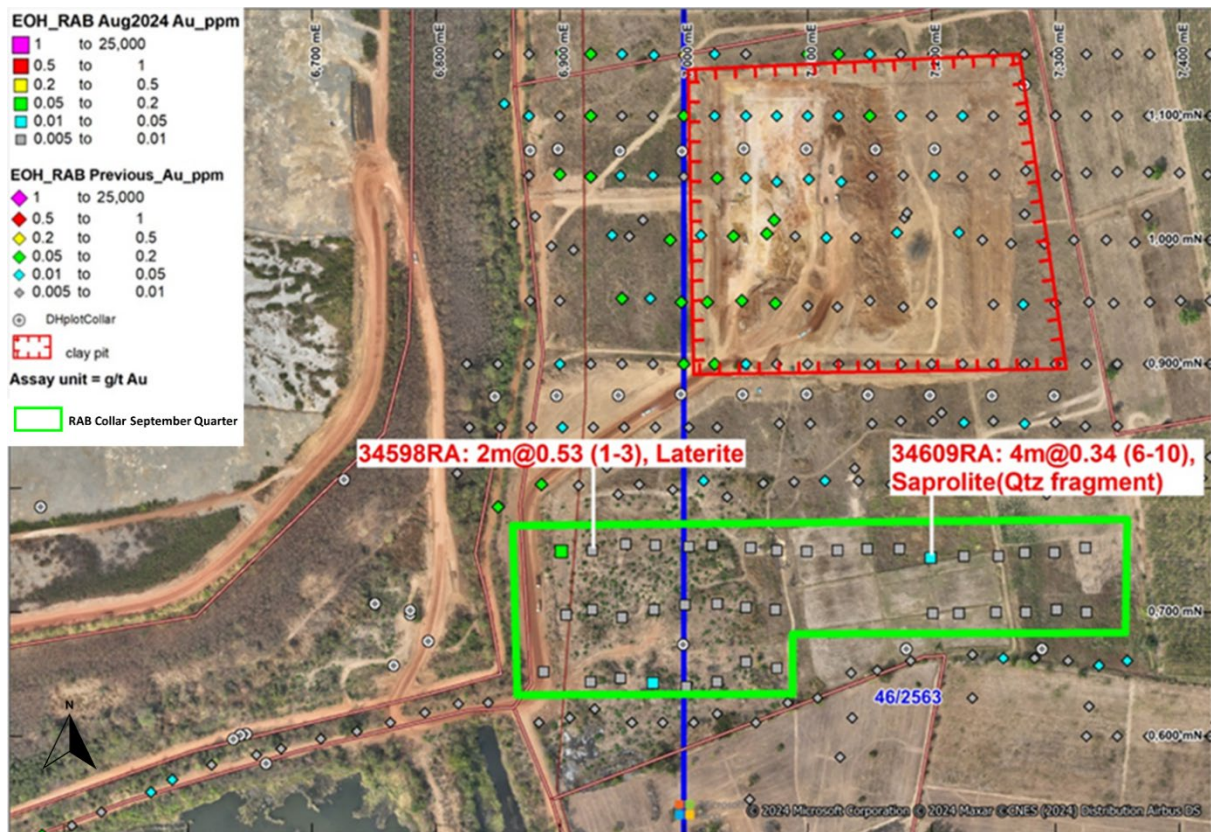 EOH_RAB Aug2024 Au_ppm
1 to 25,000
0.5 to 1
0.2 to 0.5
0.05 to 0.2
0.01 to 0.05
0.005 to 0.01
EOH_RAB Previous_Au_ppm
1 to 25,000
0.5 to 1
0.2 to 0.5
0.05 to 0.2
0.01 to 0.05
0.005 to 0.01
DHplotCollar
clay pit
Assay unit = g/t Au
RAB Collar September Quarter
6,700 mE
6,800 mE
6,900 mE
7,000 mE
7,100 mE
7,200 mE
7,300 mE
7,400 mE
1,100 mN
1,000 mN
0,900 mN
34598RA: 2m@0.53 (1-3), Laterite
34609RA: 4m@0.34 (6-10),
Saprolite(Qtz fragment)
0,700 mN
46/2563
N
0,600 mN
© 2024 Microsoft Corporation © 2024 Maxar ©CNES (2024) Distribution Airbus DS